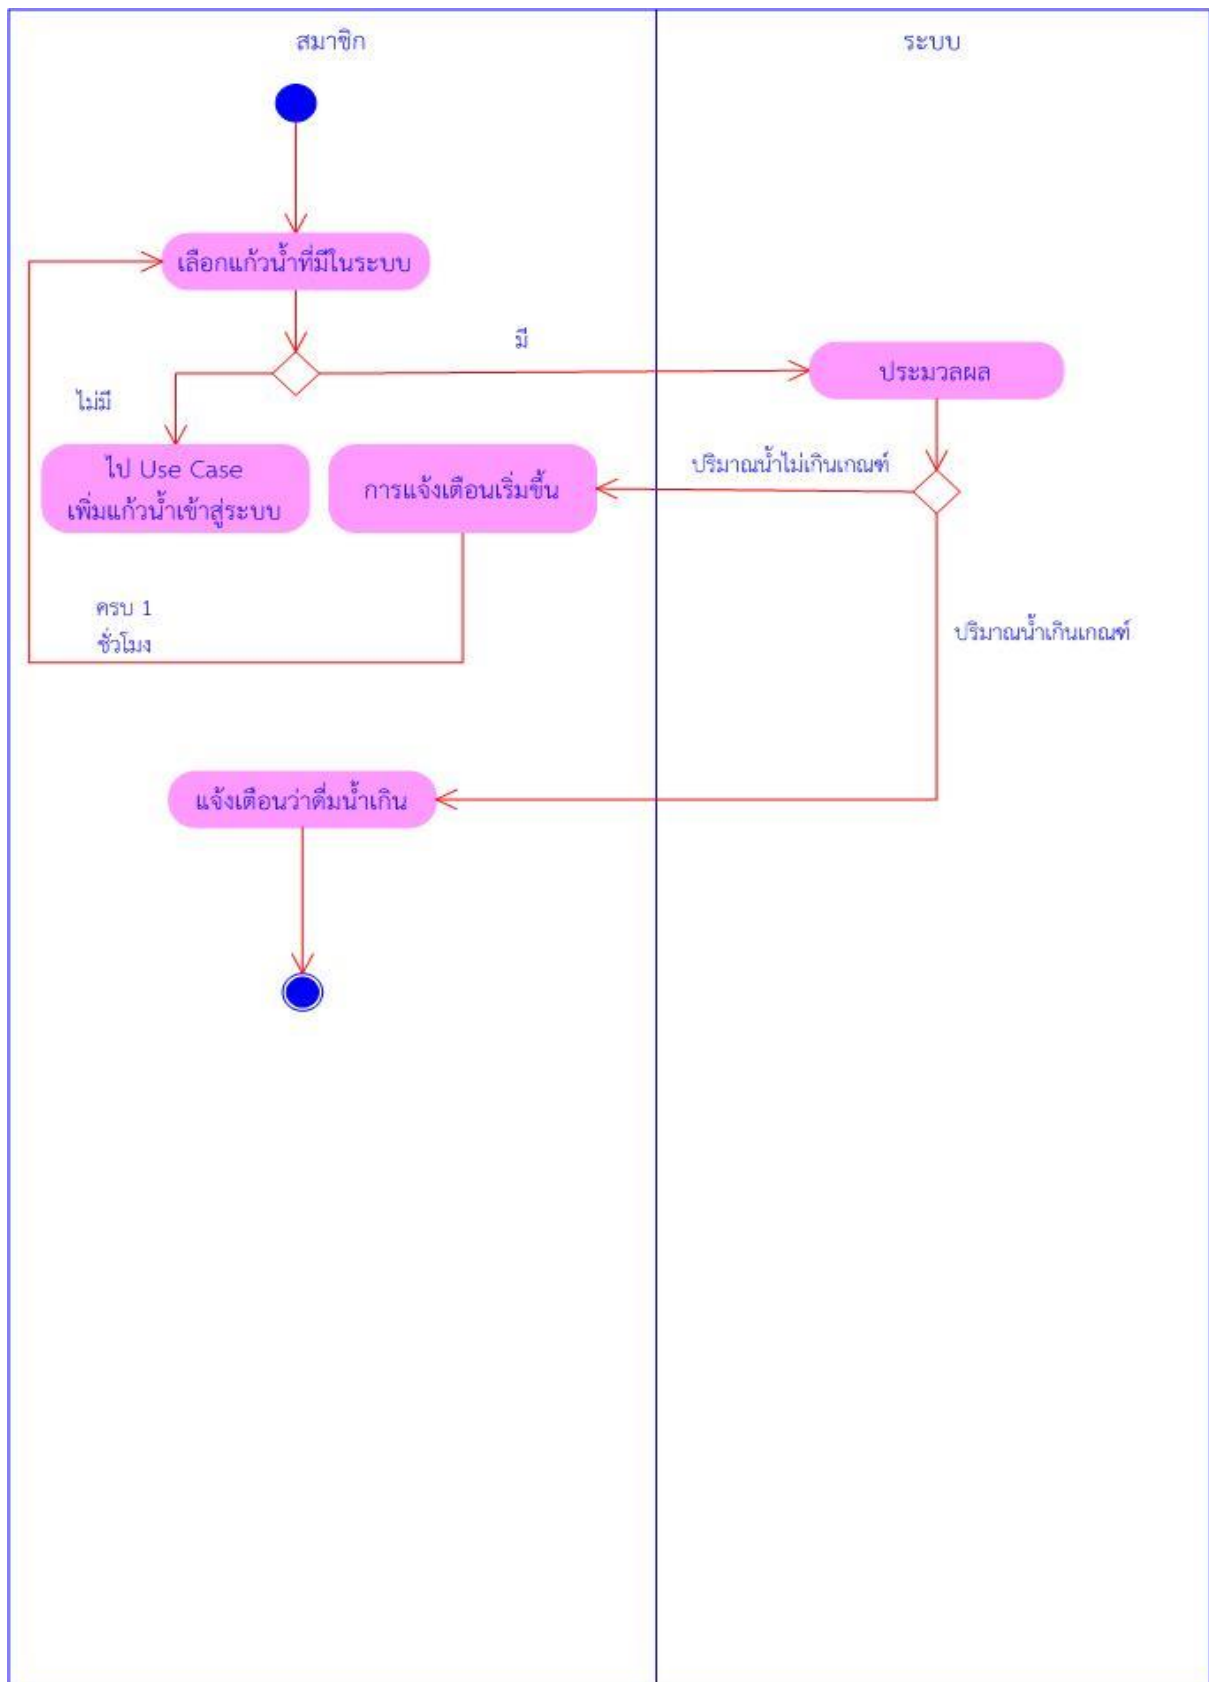 สมาชิก
ระบบ
เลือกแก้วน้ำที่มีในระบบ
มี
ประมวลผล
ไม่มี
ไป Use Case
เพิ่มแก้วน้ำเข้าสู่ระบบ
การแจ้งเตือนเริ่มขึ้น
ปริมาณน้ำไม่เกินเกณฑ์
ครบ 1
ชั่วโมง
ปริมาณน้ำเกินเกณฑ์
แจ้งเตือนว่าดื่มน้ำเกิน